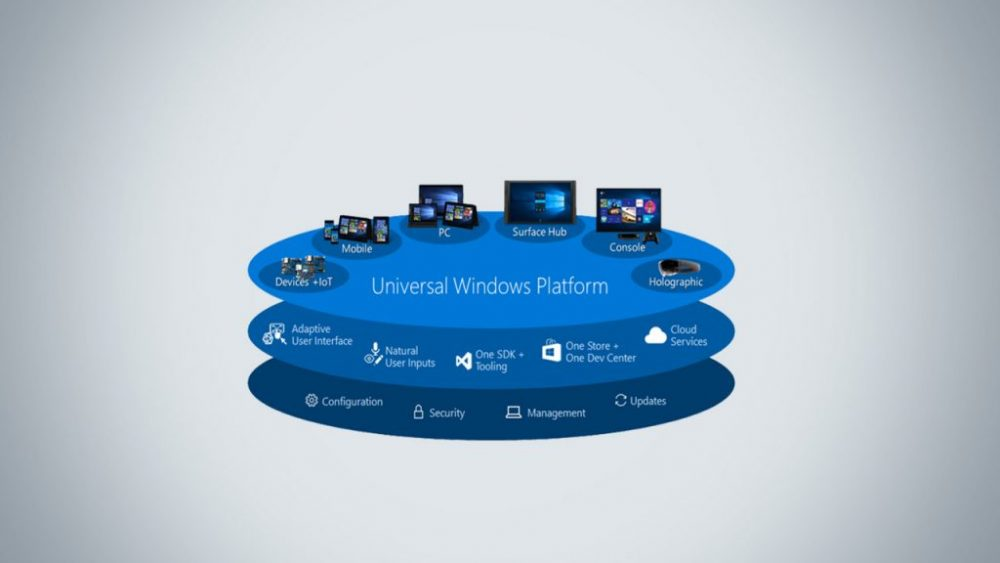 PC
Surface Hub
Mobile
Console
Devices +IoT
Universal Windows Platform
Holographic
Adaptive
User Interface
Natural
User Inputs
One SDK +
Tooling
One Store +
One Dev Center
Cloud
Services
Configuration
Security
Management
Updates